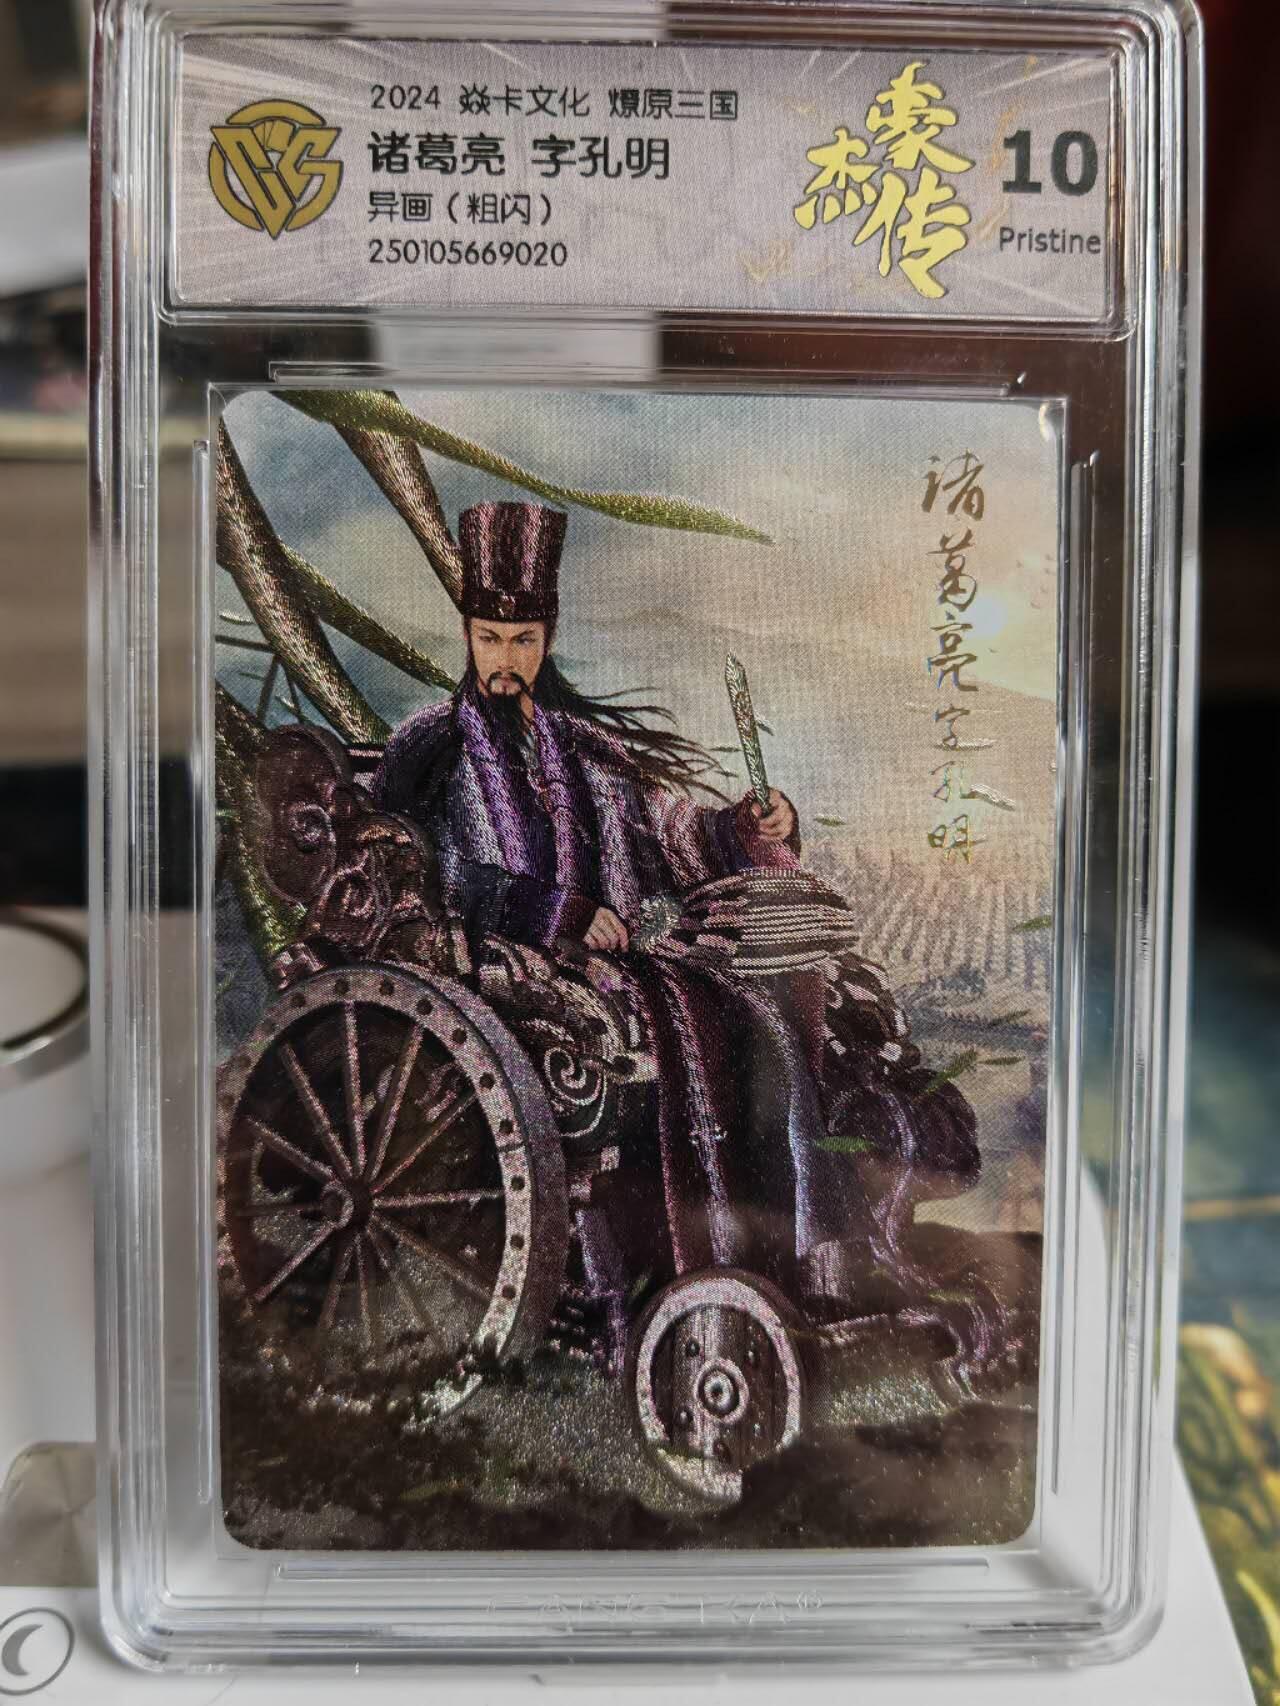 2024 焱卡文化 燎原三国
诸葛亮 字孔明
异画（粗闪）
250105669020
豪杰传
10
Pristine
诸葛亮字孔明